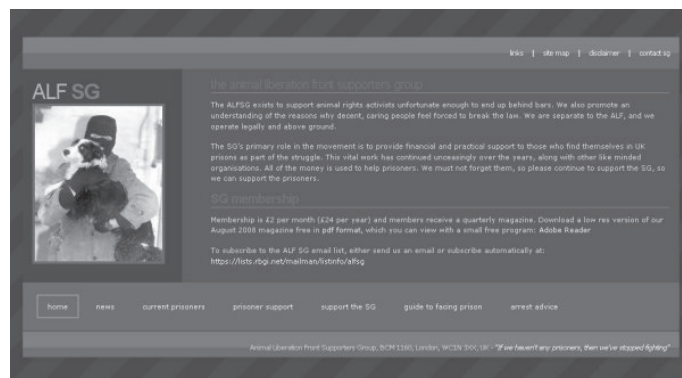 links | site map | disclaimer | contact sg
ALF SG
the animal liberation front supporters group
The ALFSG exists to support animal rights activists unfortunate enough to end up behind bars. We also promote an
understanding of the reasons why decent, caring people feel forced to break the law. We are separate to the ALF, and we
operate legally and above ground.
The SG's primary role in the movement is to provide financial and practical support to those who find themselves in UK
prisons as part of the struggle. This vital work has continued unceasingly over the years, along with other like minded
organisations. All of the money is used to help prisoners. We must not forget them, so please continue to support the SG, so
we can support the prisoners.
SG membership
Membership is £2 per month (£24 per year) and members receive a quarterly magazine. Download a low res version of our
August 2008 magazine free in pdf format, which you can view with a small free program: Adobe Reader
To subscribe to the ALF SG email list, either send us an email or subscribe automatically at:
https://lists.rbgi.net/mailman/listinfo/alfsg
home news current prisoners prisoner support support the SG guide to facing prison arrest advice
Animal Liberation Front Supporters Group, BCM 1160, London, WC1N 3XX, UK - "If we haven't any prisoners, then we've stopped fighting"